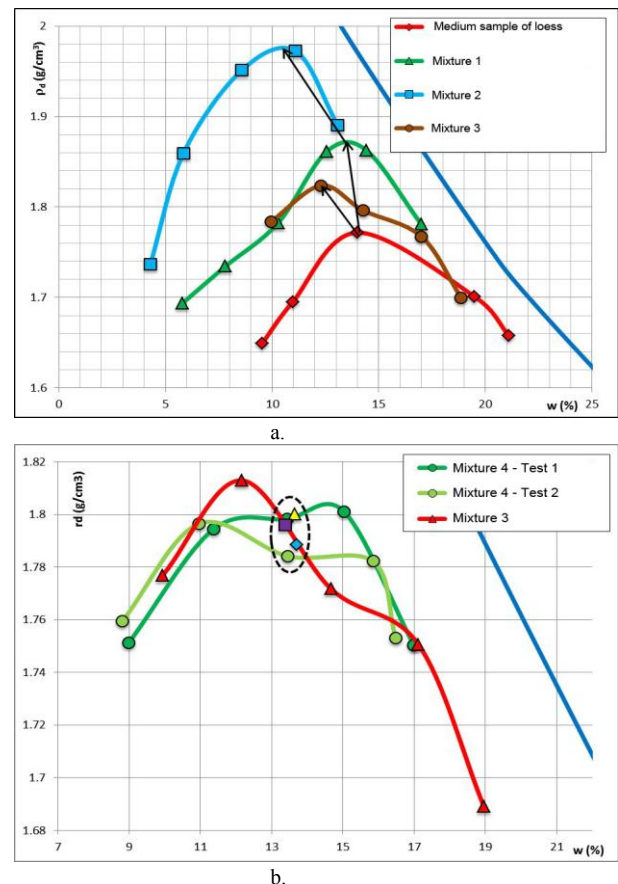 2
ρd (g/cm³)
1.9
1.8
1.7
1.6
0
5
10
15
20
w (%)
25
Medium sample of loess
Mixture 1
Mixture 2
Mixture 3
a.
1.82
rd (g/cm3)
1.8
1.78
1.76
1.74
1.72
1.7
1.68
7
9
11
13
15
17
19
21
w (%)
Mixture 4 - Test 1
Mixture 4 - Test 2
Mixture 3
b.